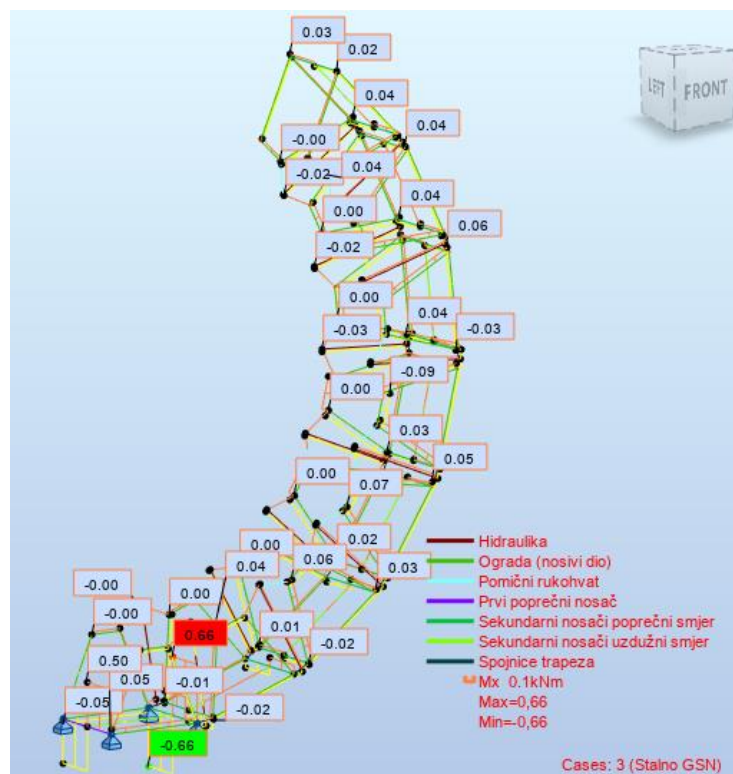 0.03
0.02
LEFT
FRONT
0.04
0.04
-0.00
0.04
-0.02
0.04
0.00
0.06
-0.02
0.00
0.04
-0.03
-0.03
-0.09
0.00
0.03
0.05
0.00
0.07
Hidraulika
0.02
Ograda (nosivi dio)
0.00
0.06
0.04
Pomični rukohvat
-0.00
0.03
0.00
Prvi poprečni nosač
-0.00
Sekundarni nosači poprečni smjer
0.66
0.01
Sekundarni nosači uzdužni smjer
0.50
-0.02
Spojnice trapeza
0.05
-0.01
Mx 0.1kNm
-0.05
Max=0,66
-0.02
Min=-0,66
-0.66
Cases: 3 (Stalno GSN)